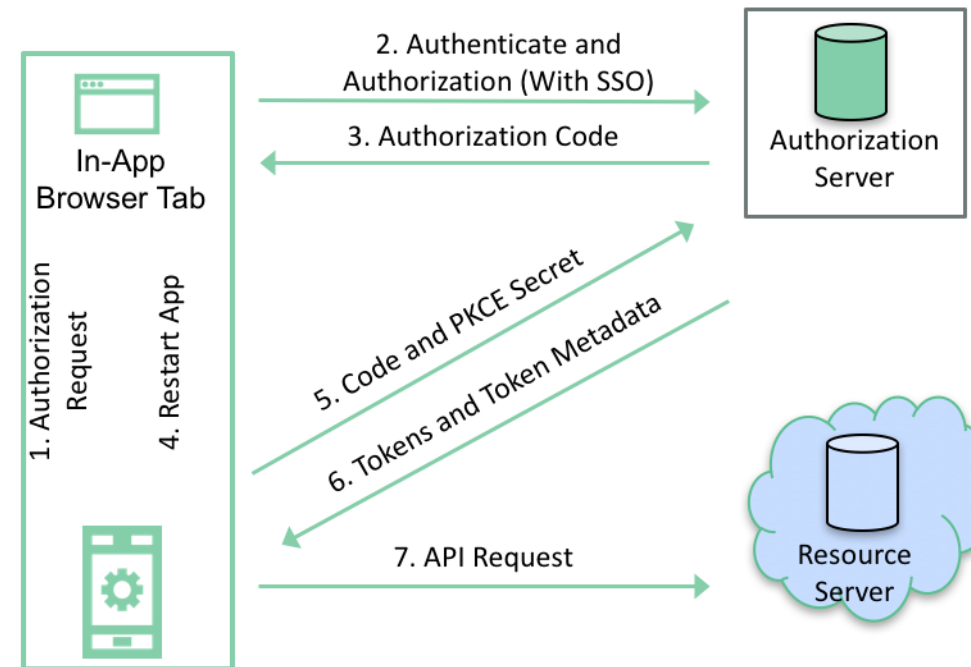 2. Authenticate and
Authorization (With SSO)
3. Authorization Code
In-App
Browser Tab
Authorization
Server
1. Authorization
Request
4. Restart App
5. Code and PKCE Secret
6. Tokens and Token Metadata
7. API Request
Resource
Server